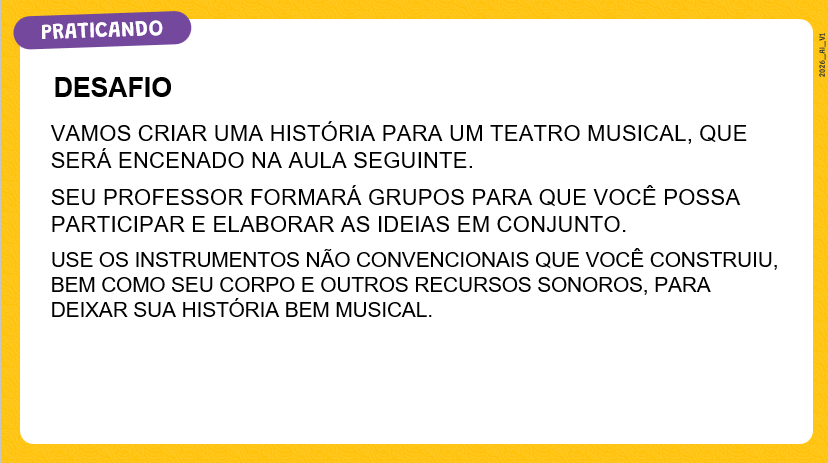 PRATICANDO
2026_AI_V1
DESAFIO
VAMOS CRIAR UMA HISTÓRIA PARA UM TEATRO MUSICAL, QUE
SERÁ ENCENADO NA AULA SEGUINTE.
SEU PROFESSOR FORMARÁ GRUPOS PARA QUE VOCÊ POSSA
PARTICIPAR E ELABORAR AS IDEIAS EM CONJUNTO.
USE OS INSTRUMENTOS NÃO CONVENCIONAIS QUE VOCÊ CONSTRUIU,
BEM COMO SEU CORPO E OUTROS RECURSOS SONOROS, PARA
DEIXAR SUA HISTÓRIA BEM MUSICAL.